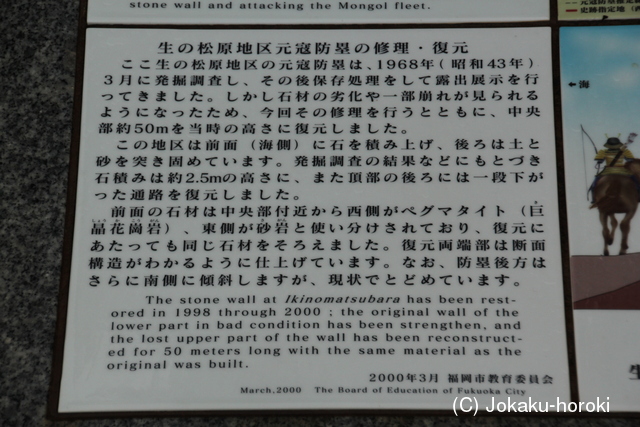 stone wall and attacking the Mongol fleet.
生の松原地区元寇防塁の修理・復元
ここ生の松原地区の元寇防塁は、1968年(昭和43年)
3月に発掘調査し、その後保存処理をして露出展示を行
ってきました。しかし石材の劣化や一部崩れが見られる
ようになったため、今回その修理を行うとともに、中央
部約50mを当時の高さに復元しました。
この地区は前面(海側)に石を積み上げ、後ろは土と
砂を突き固めています。発掘調査の結果などにもとづき
石積みは約2.5mの高さに、また頂部の後ろには一段下が
った通路を復元しました。
前面の石材は中央部付近から西側がペグマタイト(巨
晶花崗岩)、東側が砂岩と使い分けされており、復元に
あたっても同じ石材をそろえました。復元両端部は断面
構造がわかるように仕上げています。なお、防塁後方は
さらに南側に傾斜しますが、現状でとどめています。
The stone wall at Ikinomatsubara has been rest-
ored in 1998 through 2000 ; the original wall of the
lower part in bad condition has been strengthen, and
the lost upper part of the wall has been reconstruct-
ed for 50 meters long with the same material as the
original was built.
2000年3月 福岡市教育委員会
March,2000 The Board of Education of Fukuoka City
←海
生
(C) Jokaku-horoki